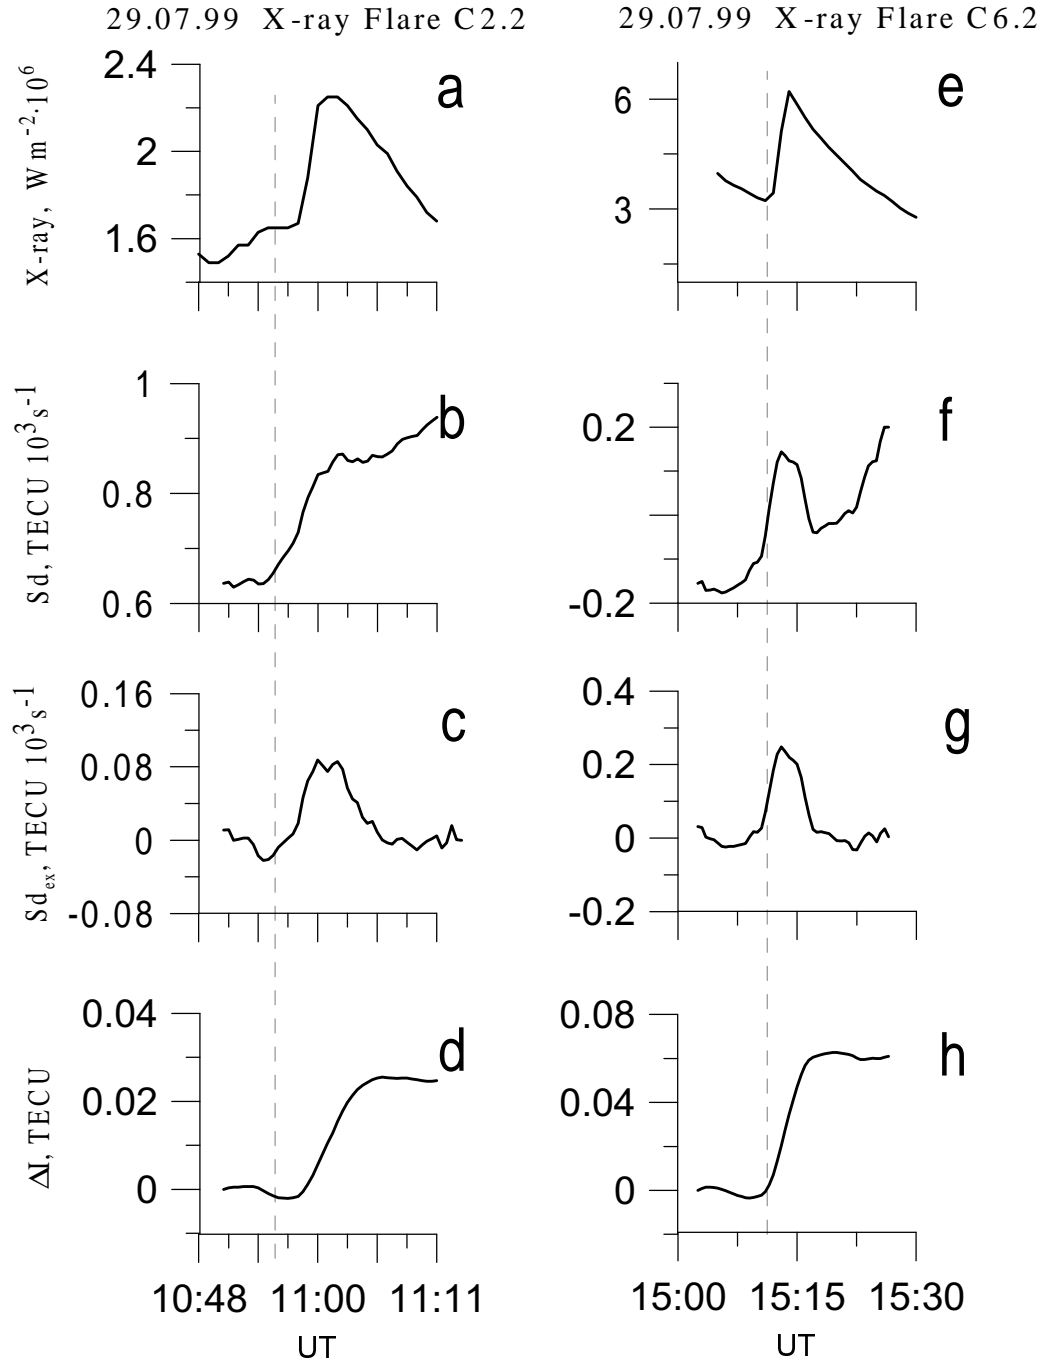 29.07.99 X-ray Flare C2.2
29.07.99 X-ray Flare C6.2
X-ray, Wm⁻²·10⁶
2.4
2
1.6
a
6
3
e
Sd, TECU 10³s⁻¹
1
0.8
0.6
b
0.2
-0.2
f
Sdₑₓ, TECU 10³s⁻¹
0.16
0.08
0
-0.08
c
0.4
0.2
0
-0.2
g
ΔI, TECU
0.04
0.02
0
d
0.08
0.04
0
h
10:48 11:00 11:11
15:00 15:15 15:30
UT
UT